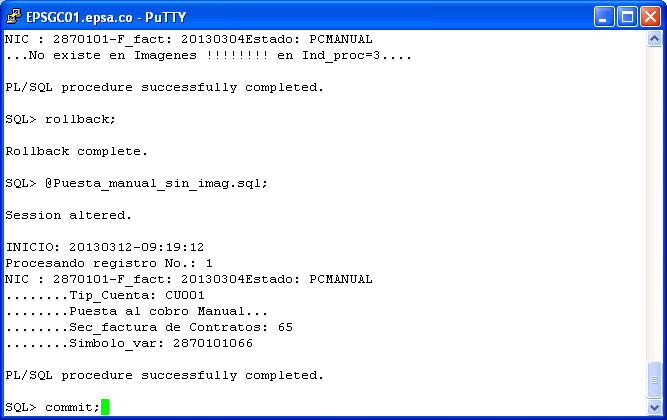 EPSGC01.epsa.co - PuTTY
NIC : 2870101-F_fact: 20130304Estado: PCMANUAL
...No existe en Imagenes !!!!!!!! en Ind_proc=3....
PL/SQL procedure successfully completed.
SQL> rollback;
Rollback complete.
SQL> @Puesta_manual_sin_imag.sql;
Session altered.
INICIO: 20130312-09:19:12
Procesando registro No.: 1
NIC : 2870101-F_fact: 20130304Estado: PCMANUAL
........Tip_Cuenta: CU001
........Puesta al cobro Manual...
........Sec_factura de Contratos: 65
........Simbolo_var: 2870101066
PL/SQL procedure successfully completed.
SQL> commit;